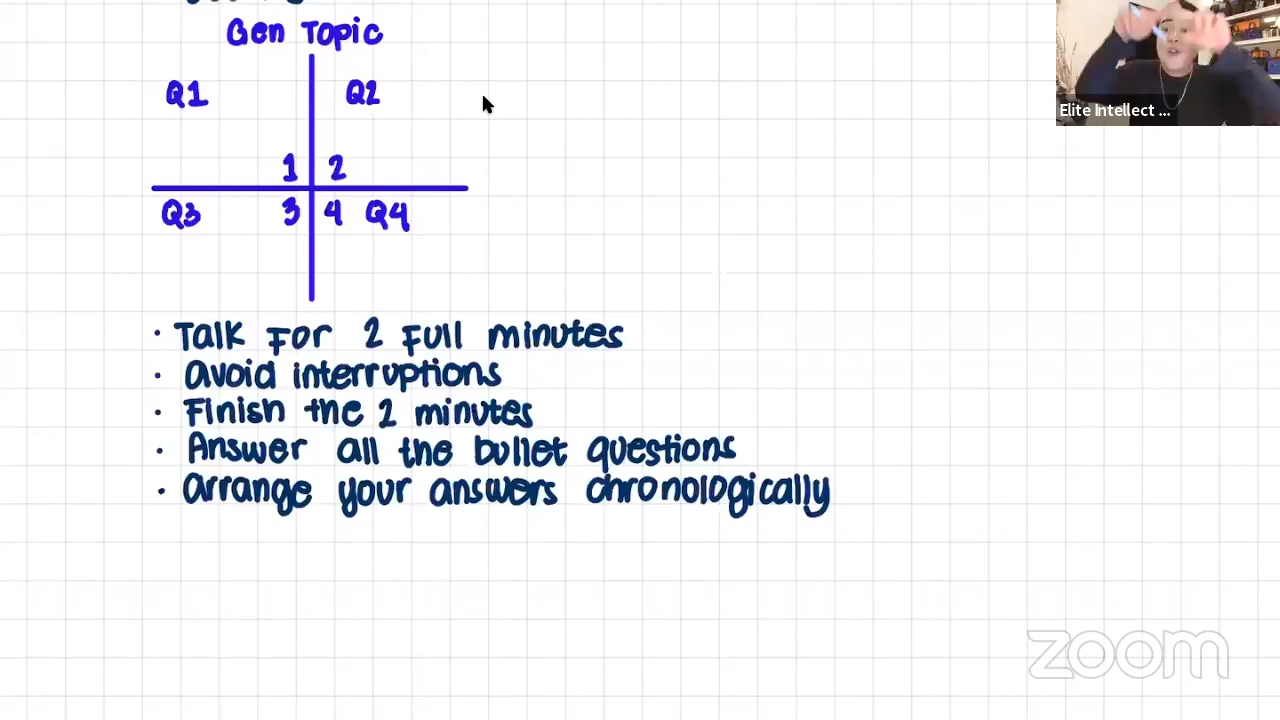 Gen Topic
Q1 Q2
1 2
Q3 3 4 Q4
· Talk For 2 Full minutes
· avoid interruptions
· Finish the 2 minutes
· Answer all the bullet questions
· arrange your answers chronologically
Elite Intellect ...
zoom